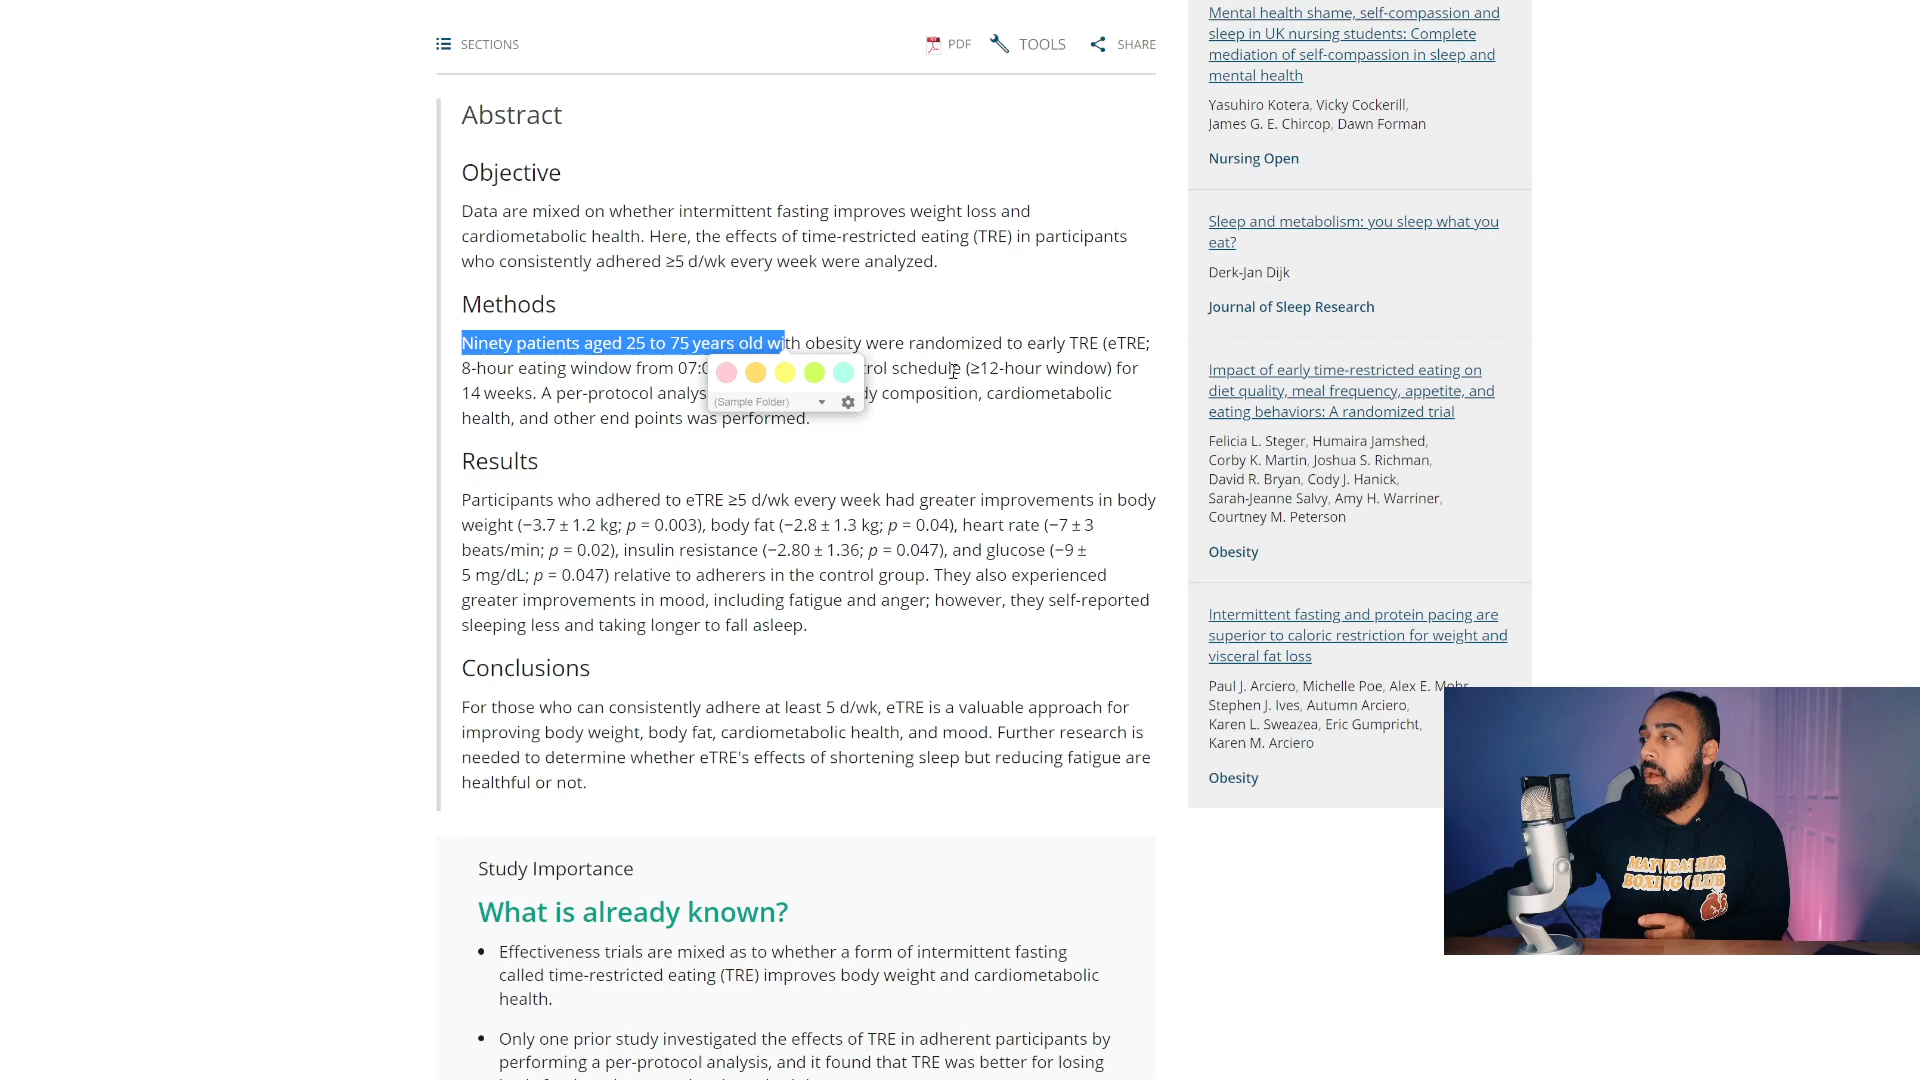 SECTIONS
PDF
TOOLS
SHARE
Abstract
Objective
Data are mixed on whether intermittent fasting improves weight loss and
cardiometabolic health. Here, the effects of time-restricted eating (TRE) in participants
who consistently adhered ≥5 d/wk every week were analyzed.
Methods
Ninety patients aged 25 to 75 years old with obesity were randomized to early TRE (eTRE;
8-hour eating window from 07:0 rol schedule (≥12-hour window) for
14 weeks. A per-protocol analys dy composition, cardiometabolic
health, and other end points was performed.
(Sample Folder)
Results
Participants who adhered to eTRE ≥5 d/wk every week had greater improvements in body
weight (−3.7 ± 1.2 kg; p = 0.003), body fat (−2.8 ± 1.3 kg; p = 0.04), heart rate (−7 ± 3
beats/min; p = 0.02), insulin resistance (−2.80 ± 1.36; p = 0.047), and glucose (−9 ±
5 mg/dL; p = 0.047) relative to adherers in the control group. They also experienced
greater improvements in mood, including fatigue and anger; however, they self-reported
sleeping less and taking longer to fall asleep.
Conclusions
For those who can consistently adhere at least 5 d/wk, eTRE is a valuable approach for
improving body weight, body fat, cardiometabolic health, and mood. Further research is
needed to determine whether eTRE's effects of shortening sleep but reducing fatigue are
healthful or not.
Study Importance
What is already known?
• Effectiveness trials are mixed as to whether a form of intermittent fasting
called time-restricted eating (TRE) improves body weight and cardiometabolic
health.
• Only one prior study investigated the effects of TRE in adherent participants by
performing a per-protocol analysis, and it found that TRE was better for losing
Mental health shame, self-compassion and
sleep in UK nursing students: Complete
mediation of self-compassion in sleep and
mental health
Yasuhiro Kotera, Vicky Cockerill,
James G. E. Chircop, Dawn Forman
Nursing Open
Sleep and metabolism: you sleep what you
eat?
Derk-Jan Dijk
Journal of Sleep Research
Impact of early time-restricted eating on
diet quality, meal frequency, appetite, and
eating behaviors: A randomized trial
Felicia L. Steger, Humaira Jamshed,
Corby K. Martin, Joshua S. Richman,
David R. Bryan, Cody J. Hanick,
Sarah-Jeanne Salvy, Amy H. Warriner,
Courtney M. Peterson
Obesity
Intermittent fasting and protein pacing are
superior to caloric restriction for weight and
visceral fat loss
Paul J. Arciero, Michelle Poe, Alex E. Mohr,
Stephen J. Ives, Autumn Arciero,
Karen L. Sweazea, Eric Gumpricht,
Karen M. Arciero
Obesity
MAYWEATHER
BOXING CLUB